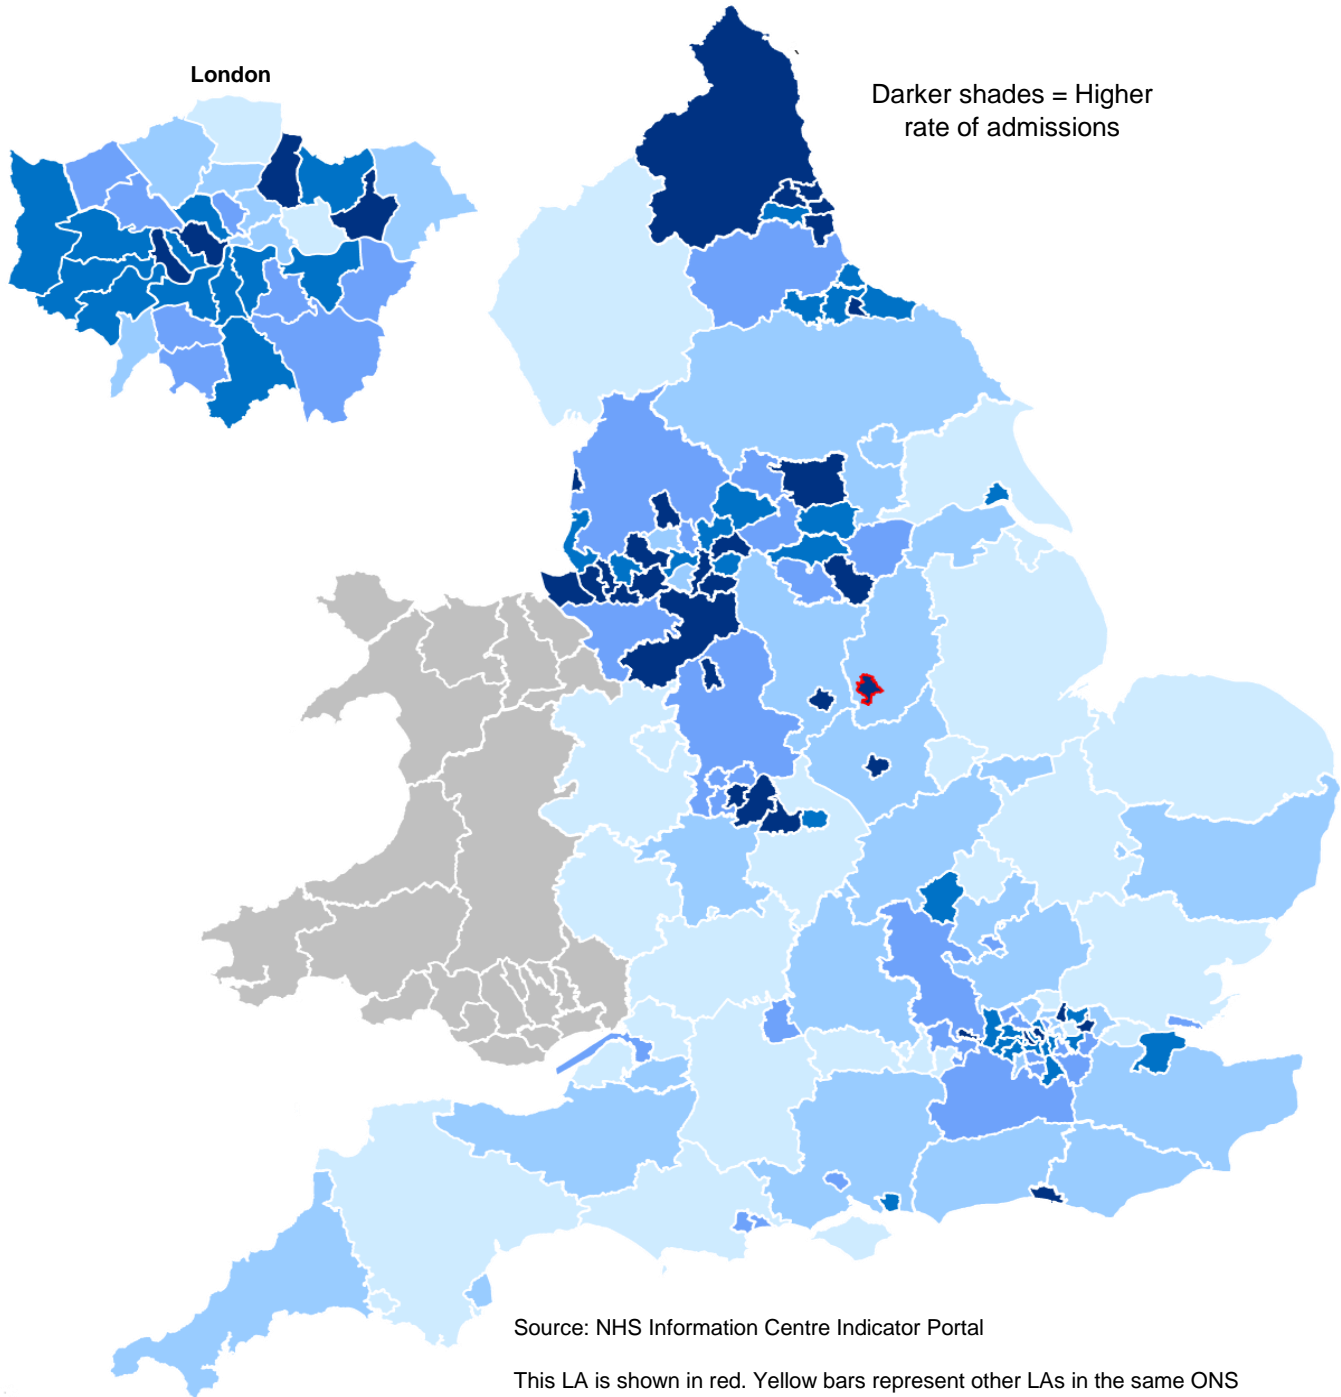 London
Darker shades = Higher
rate of admissions
Source: NHS Information Centre Indicator Portal
This LA is shown in red. Yellow bars represent other LAs in the same ONS